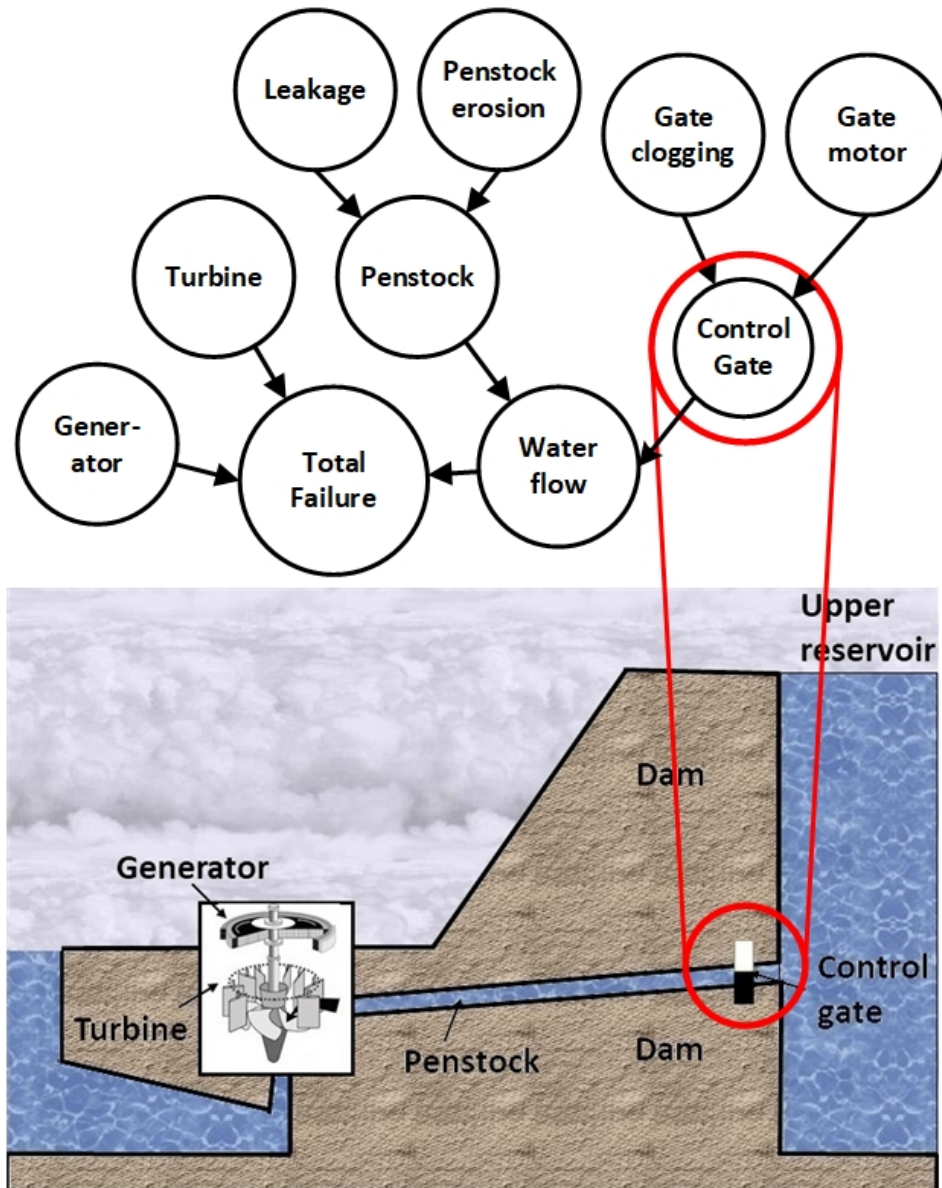 Leakage
Penstock
erosion
Gate
clogging
Gate
motor
Turbine
Penstock
Control
Gate
Gener-
ator
Total
Failure
Water
flow
Upper
reservoir
Dam
Generator
Control
gate
Turbine
Penstock
Dam